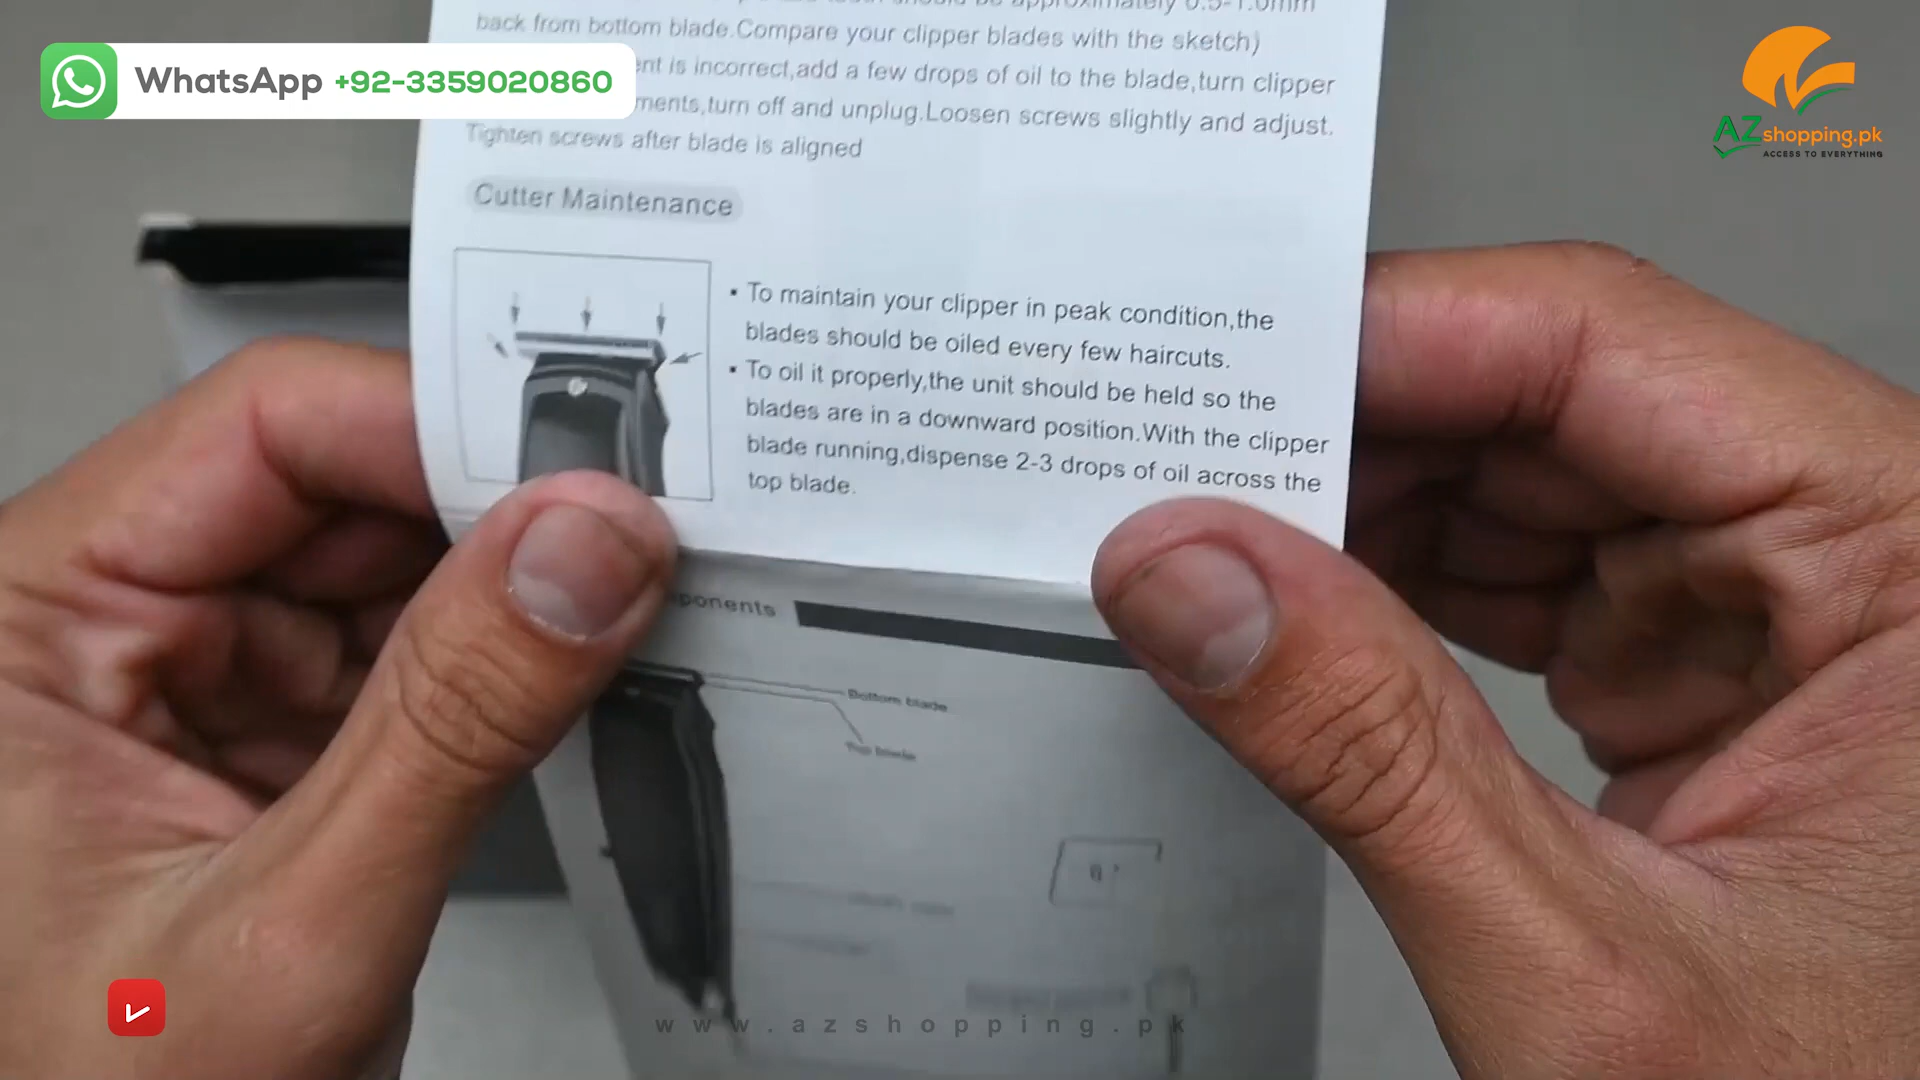 back from bottom blade.Compare your clipper blades with the sketch)
WhatsApp +92-3359020860
is incorrect,add a few drops of oil to the blade,turn clipper
turn off and unplug.Loosen screws slightly and adjust.
Tighten screws after blade is aligned
AZshopping.pk
ACCESS TO EVERYTHING
Cutter Maintenance
▪ To maintain your clipper in peak condition,the
blades should be oiled every few haircuts.
▪ To oil it properly,the unit should be held so the
blades are in a downward position.With the clipper
blade running,dispense 2-3 drops of oil across the
top blade.
Bottom blade
Top blade
www.azshopping.pk